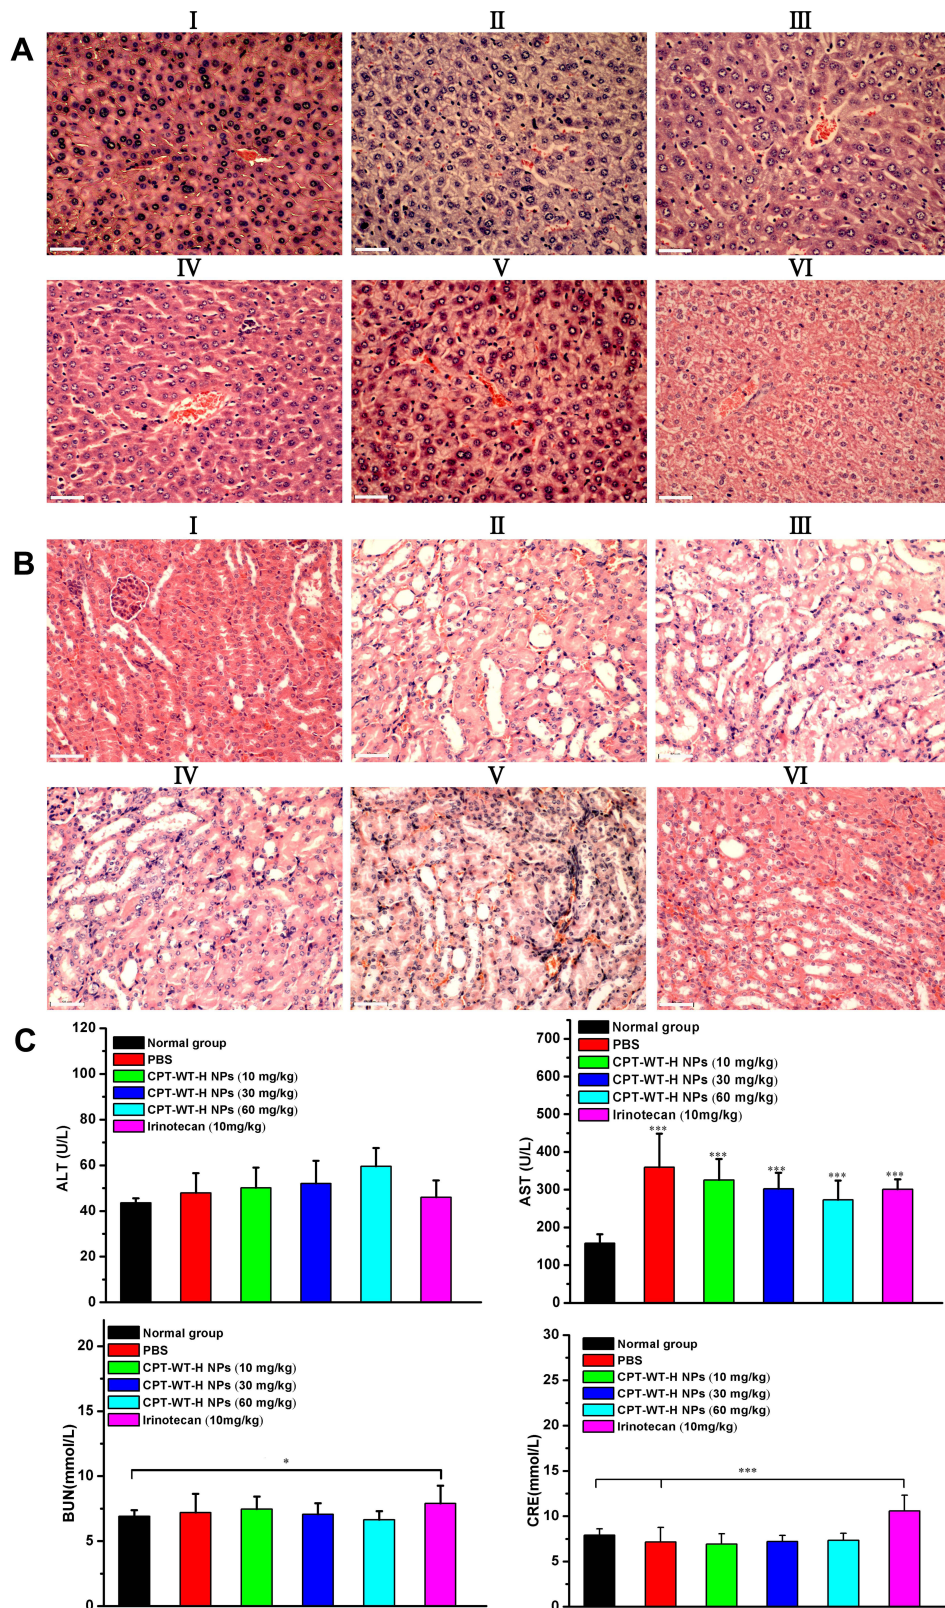 Ⅰ Ⅱ Ⅲ
A
Ⅳ Ⅴ Ⅵ
Ⅰ Ⅱ Ⅲ
B
Ⅳ Ⅴ Ⅵ
C
120
100
80
60
40
20
0
ALT (U/L)
Normal group
PBS
CPT-WT-H NPs (10 mg/kg)
CPT-WT-H NPs (30 mg/kg)
CPT-WT-H NPs (60 mg/kg)
Irinotecan (10mg/kg)
700
600
500
400
300
200
100
0
AST (U/L)
Normal group
PBS
CPT-WT-H NPs (10 mg/kg)
CPT-WT-H NPs (30 mg/kg)
CPT-WT-H NPs (60 mg/kg)
Irinotecan (10mg/kg)
*** *** *** *** ***
20
15
10
5
0
BUN(mmol/L)
Normal group
PBS
CPT-WT-H NPs (10 mg/kg)
CPT-WT-H NPs (30 mg/kg)
CPT-WT-H NPs (60 mg/kg)
Irinotecan (10mg/kg)
*
30
25
20
15
10
5
0
CRE(mmol/L)
Normal group
PBS
CPT-WT-H NPs (10 mg/kg)
CPT-WT-H NPs (30 mg/kg)
CPT-WT-H NPs (60 mg/kg)
Irinotecan (10mg/kg)
***